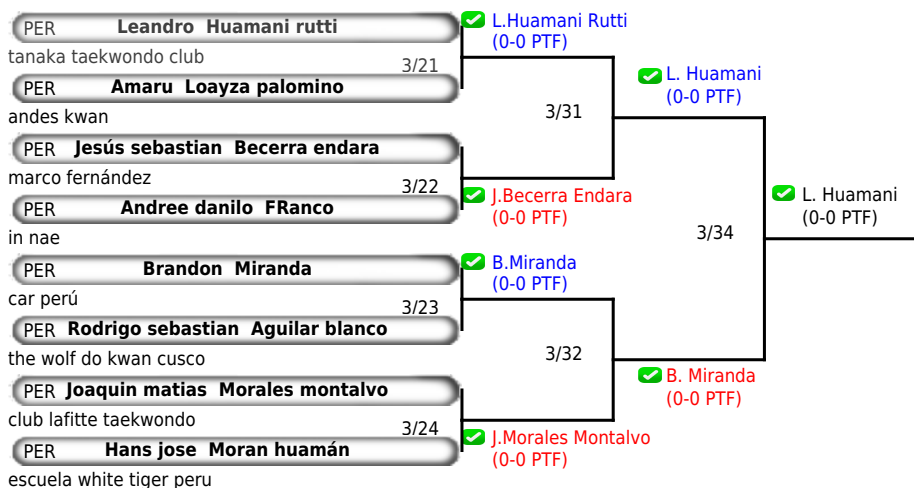 PER Leandro Huamani rutti
tanaka taekwondo club
3/21
PER Amaru Loayza palomino
andes kwan
L.Huamani Rutti
(0-0 PTF)
PER Jesús sebastian Becerra endara
marco fernández
3/22
PER Andree danilo FRanco
in nae
J.Becerra Endara
(0-0 PTF)
3/31
L. Huamani
(0-0 PTF)
PER Brandon Miranda
car perú
3/23
PER Rodrigo sebastian Aguilar blanco
the wolf do kwan cusco
B.Miranda
(0-0 PTF)
PER Joaquin matias Morales montalvo
club lafitte taekwondo
3/24
PER Hans jose Moran huamán
escuela white tiger peru
J.Morales Montalvo
(0-0 PTF)
3/32
B. Miranda
(0-0 PTF)
3/34
L. Huamani
(0-0 PTF)